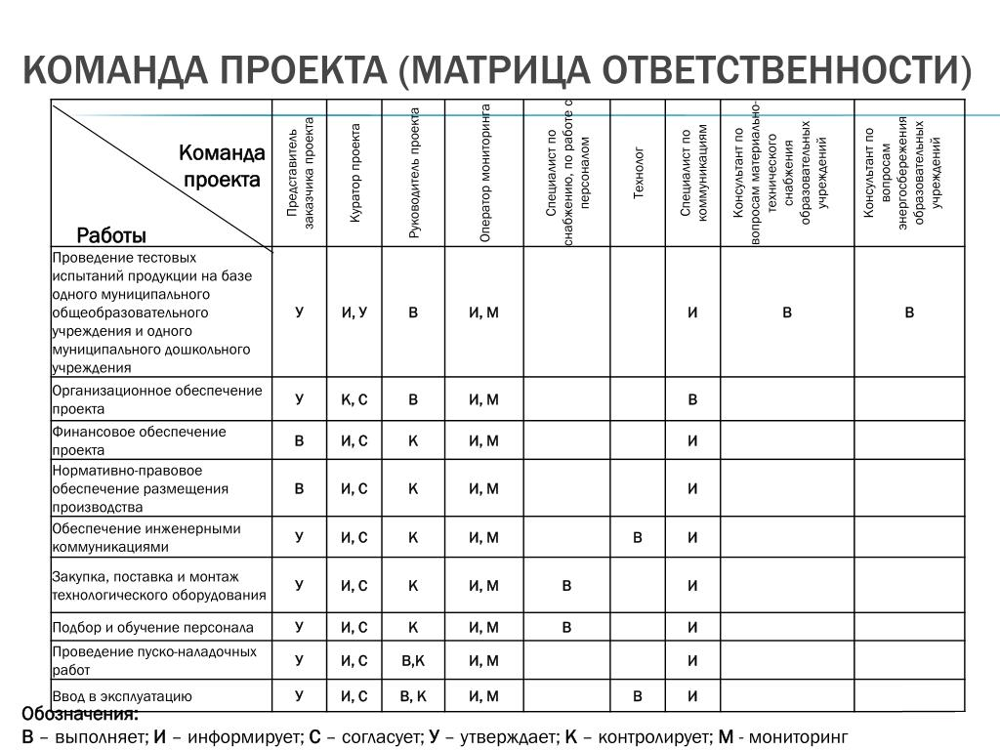 КОМАНДА ПРОЕКТА (МАТРИЦА ОТВЕТСТВЕННОСТИ)
Команда
проекта
Работы
Представитель
заказчика проекта
Куратор проекта
Руководитель проекта
Оператор мониторинга
Специалист по
снабжению, по работе с
персоналом
Технолог
Специалист по
коммуникациям
Консультант по
вопросам материально-
технического
снабжения
образовательных
учреждений
Консультант по
вопросам
энергосбережения
образовательных
учреждений
Проведение тестовых
испытаний продукции на базе
одного муниципального
общеобразовательного
учреждения и одного
муниципального дошкольного
учреждения
У И, У В И, М И В В
Организационное обеспечение
проекта
У К, С В И, М В
Финансовое обеспечение
проекта
В И, С К И, М И
Нормативно-правовое
обеспечение размещения
производства
В И, С К И, М И
Обеспечение инженерными
коммуникациями
У И, С К И, М В И
Закупка, поставка и монтаж
технологического оборудования
У И, С К И, М В И
Подбор и обучение персонала У И, С К И, М В И
Проведение пуско-наладочных
работ
У И, С В,К И, М И
Ввод в эксплуатацию У И, С В, К И, М В И
Обозначения:
В – выполняет; И – информирует; С – согласует; У – утверждает; К – контролирует; М - мониторинг